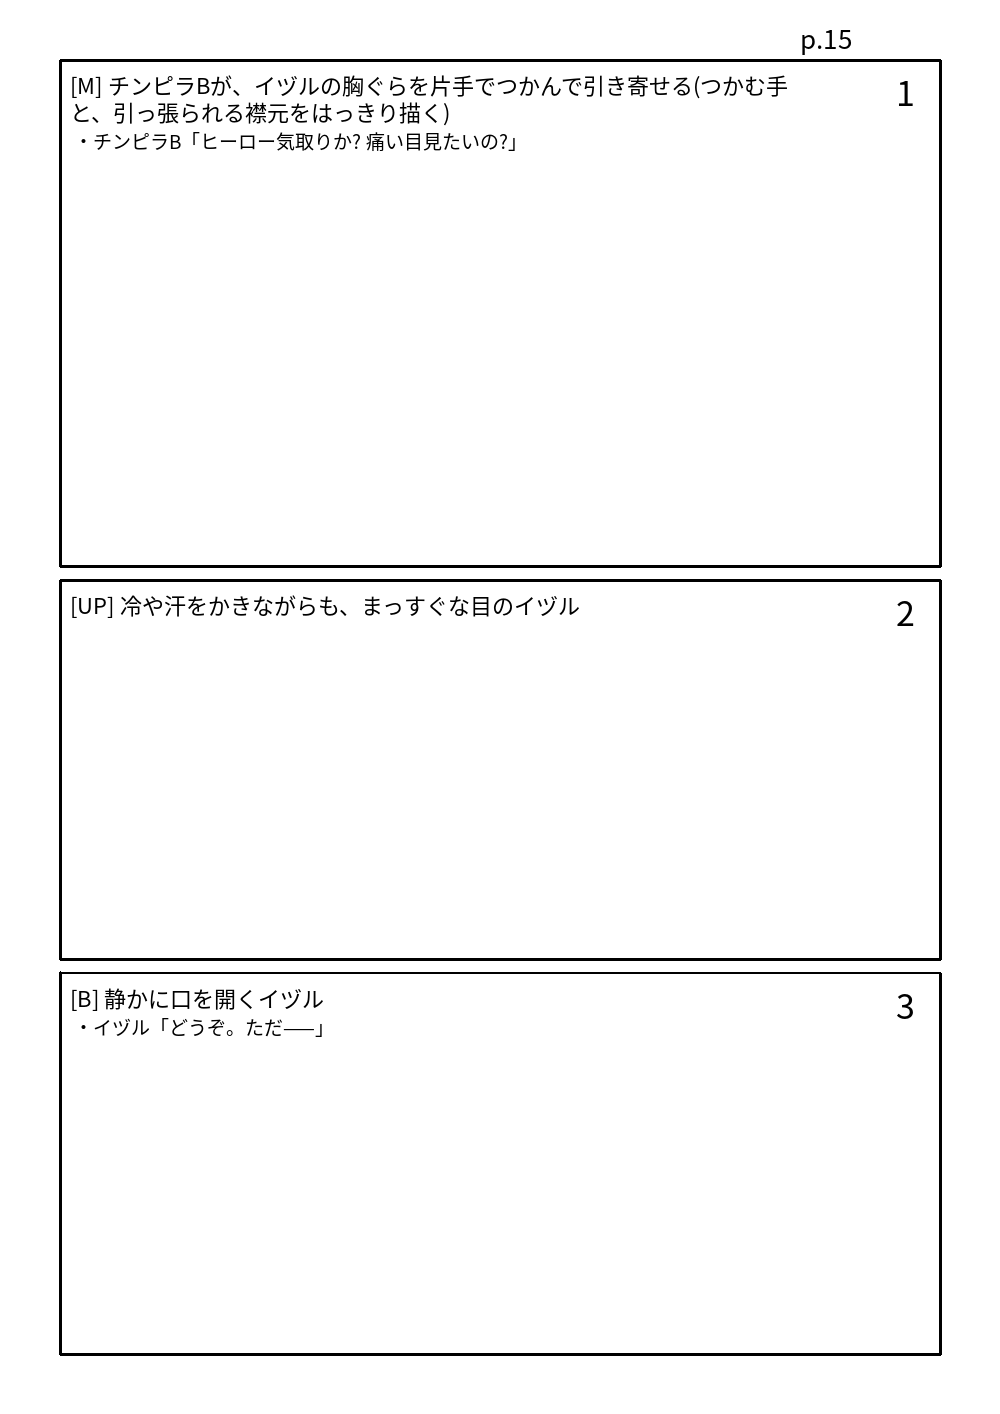 p.15
1
[M] チンピラBが、イヅルの胸ぐらを片手でつかんで引き寄せる(つかむ手
と、引っ張られる襟元をはっきり描く)
・チンピラB「ヒーロー気取りか? 痛い目見たいの?」
2
[UP] 冷や汗をかきながらも、まっすぐな目のイヅル
3
[B] 静かに口を開くイヅル
・イヅル「どうぞ。ただ——」